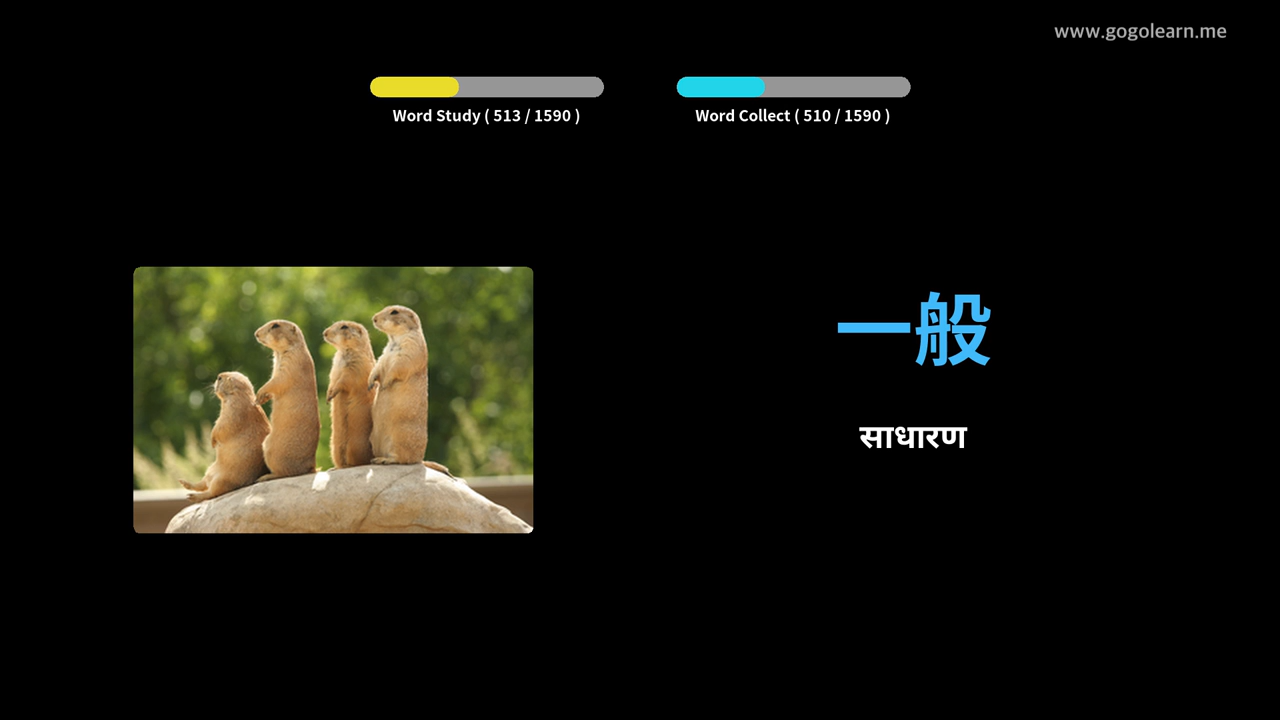 www.gogolearn.me
Word Study ( 513 / 1590 )
Word Collect ( 510 / 1590 )
一般
साधारण